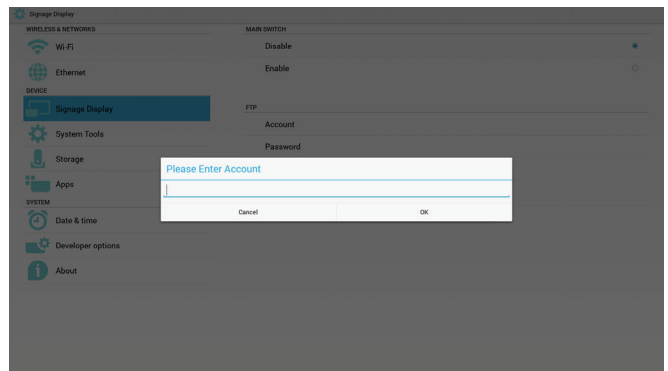 Signage Display
WIRELESS & NETWORKS
Wi-Fi
Ethernet
DEVICE
Signage Display
System Tools
Storage
Apps
SYSTEM
Date & time
Developer options
About
MAIN SWITCH
Disable
Enable
FTP
Account
Password
Please Enter Account
Cancel OK